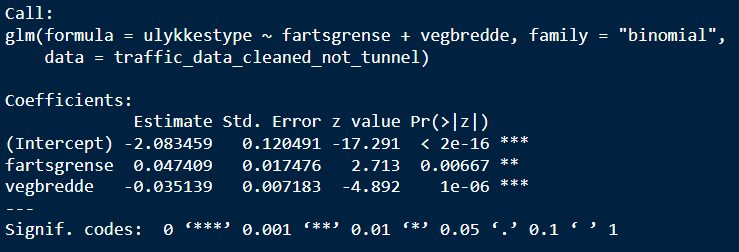 Call:
glm(formula = ulykkestype ~ fartsgrense + vegbredde, family = "binomial",
    data = traffic_data_cleaned_not_tunnel)
Coefficients:
             Estimate Std. Error z value Pr(>|z|)
(Intercept) -2.083459   0.120491 -17.291  < 2e-16 ***
fartsgrense  0.047409   0.017476   2.713  0.00667 **
vegbredde   -0.035139   0.007183  -4.892    1e-06 ***
---
Signif. codes:  0 ‘***’ 0.001 ‘**’ 0.01 ‘*’ 0.05 ‘.’ 0.1 ‘ ’ 1